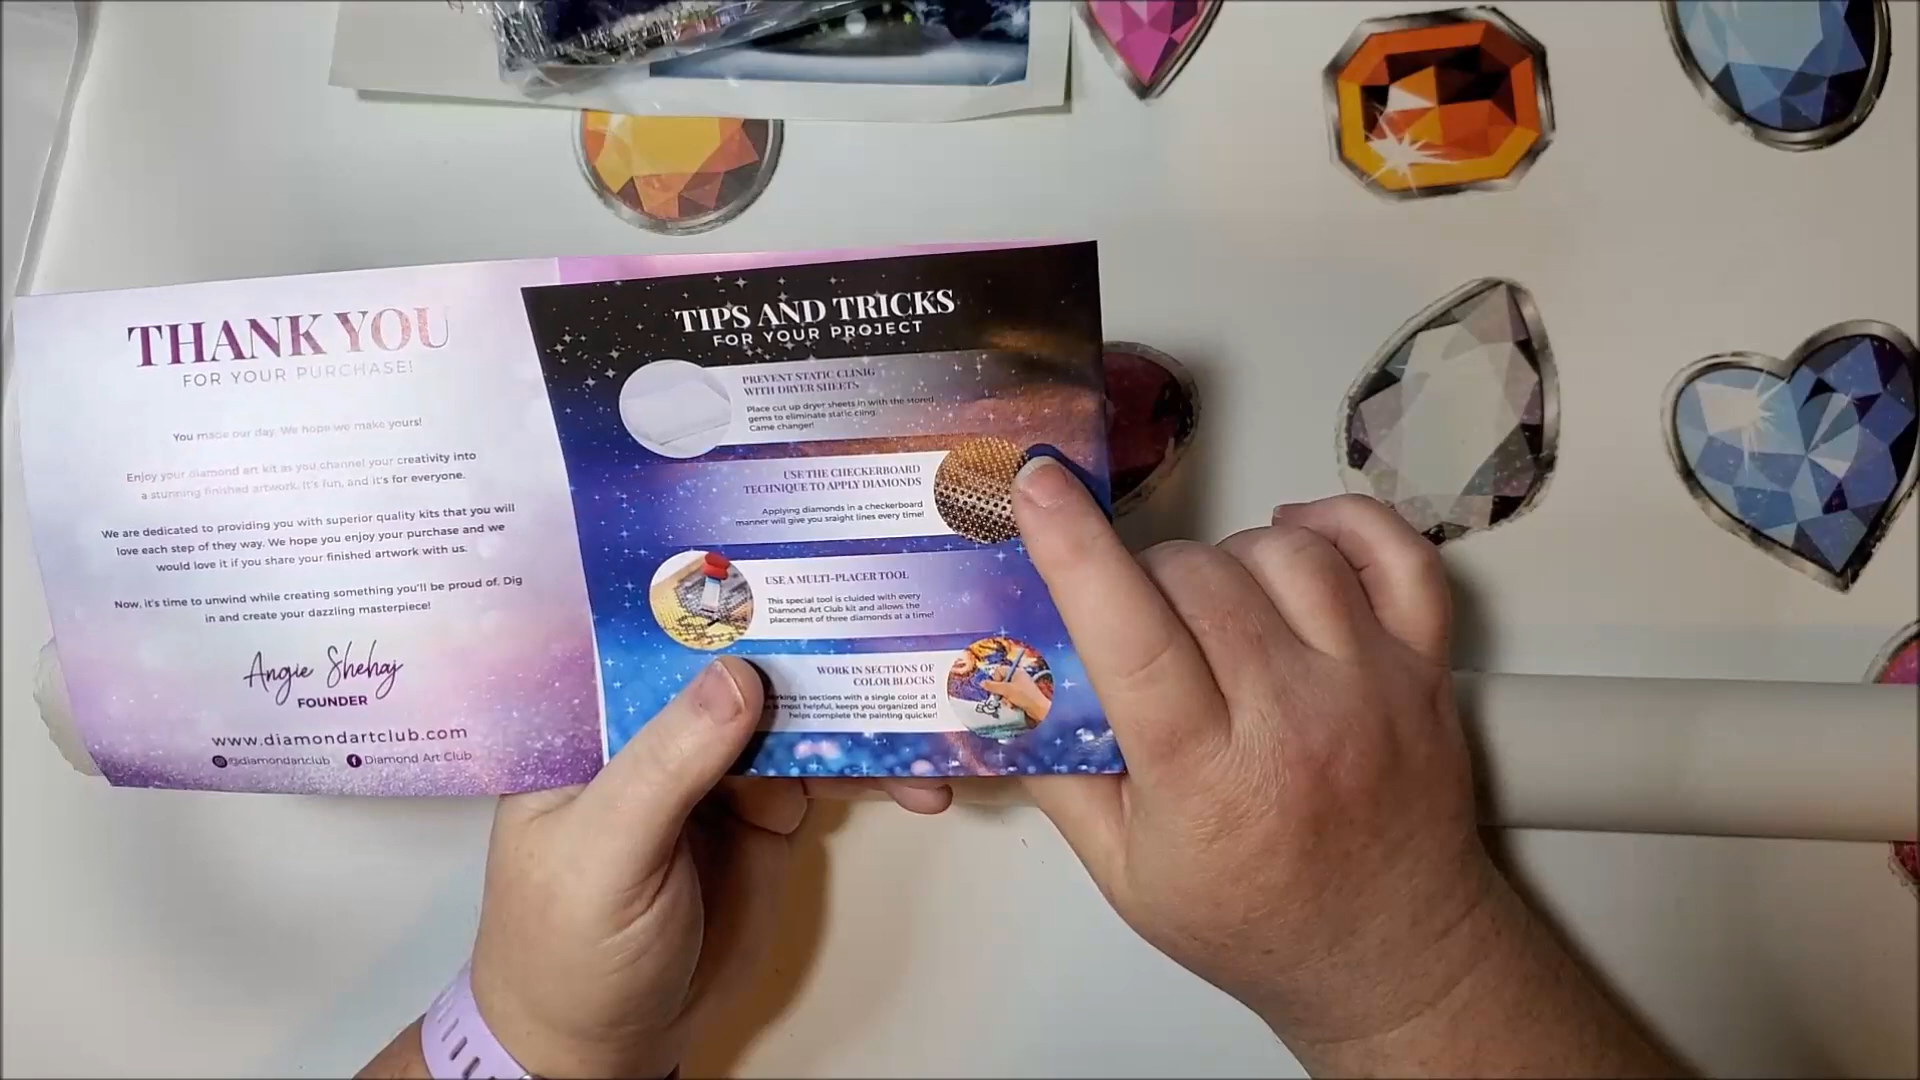 THANK YOU
FOR YOUR PURCHASE!
You made our day. We hope we make yours!
Enjoy your diamond art kit as you channel your creativity into
a stunning finished artwork. It's fun, and it's for everyone.
We are dedicated to providing you with superior quality kits that you will
love each step of they way. We hope you enjoy your purchase and we
would love it if you share your finished artwork with us.
Now, it's time to unwind while creating something you'll be proud of. Dig
in and create your dazzling masterpiece!
Angie Shehaj
FOUNDER
www.diamondartclub.com
@diamondartclub Diamond Art Club
TIPS AND TRICKS
FOR YOUR PROJECT
PREVENT STATIC CLINIG
WITH DRYER SHEETS
Place cut up dryer sheets in with the stored
gems to eliminate static cling.
Game changer!
USE THE CHECKERBOARD
TECHNIQUE TO APPLY DIAMONDS
Applying diamonds in a checkerboard
manner will give you sraight lines every time!
USE A MULTI-PLACER TOOL
This special tool is cluided with every
Diamond Art Club kit and allows the
placement of three diamonds at a time!
WORK IN SECTIONS OF
COLOR BLOCKS
in sections with a single color at a
is most helpful, keeps you organized and
helps complete the painting quicker!